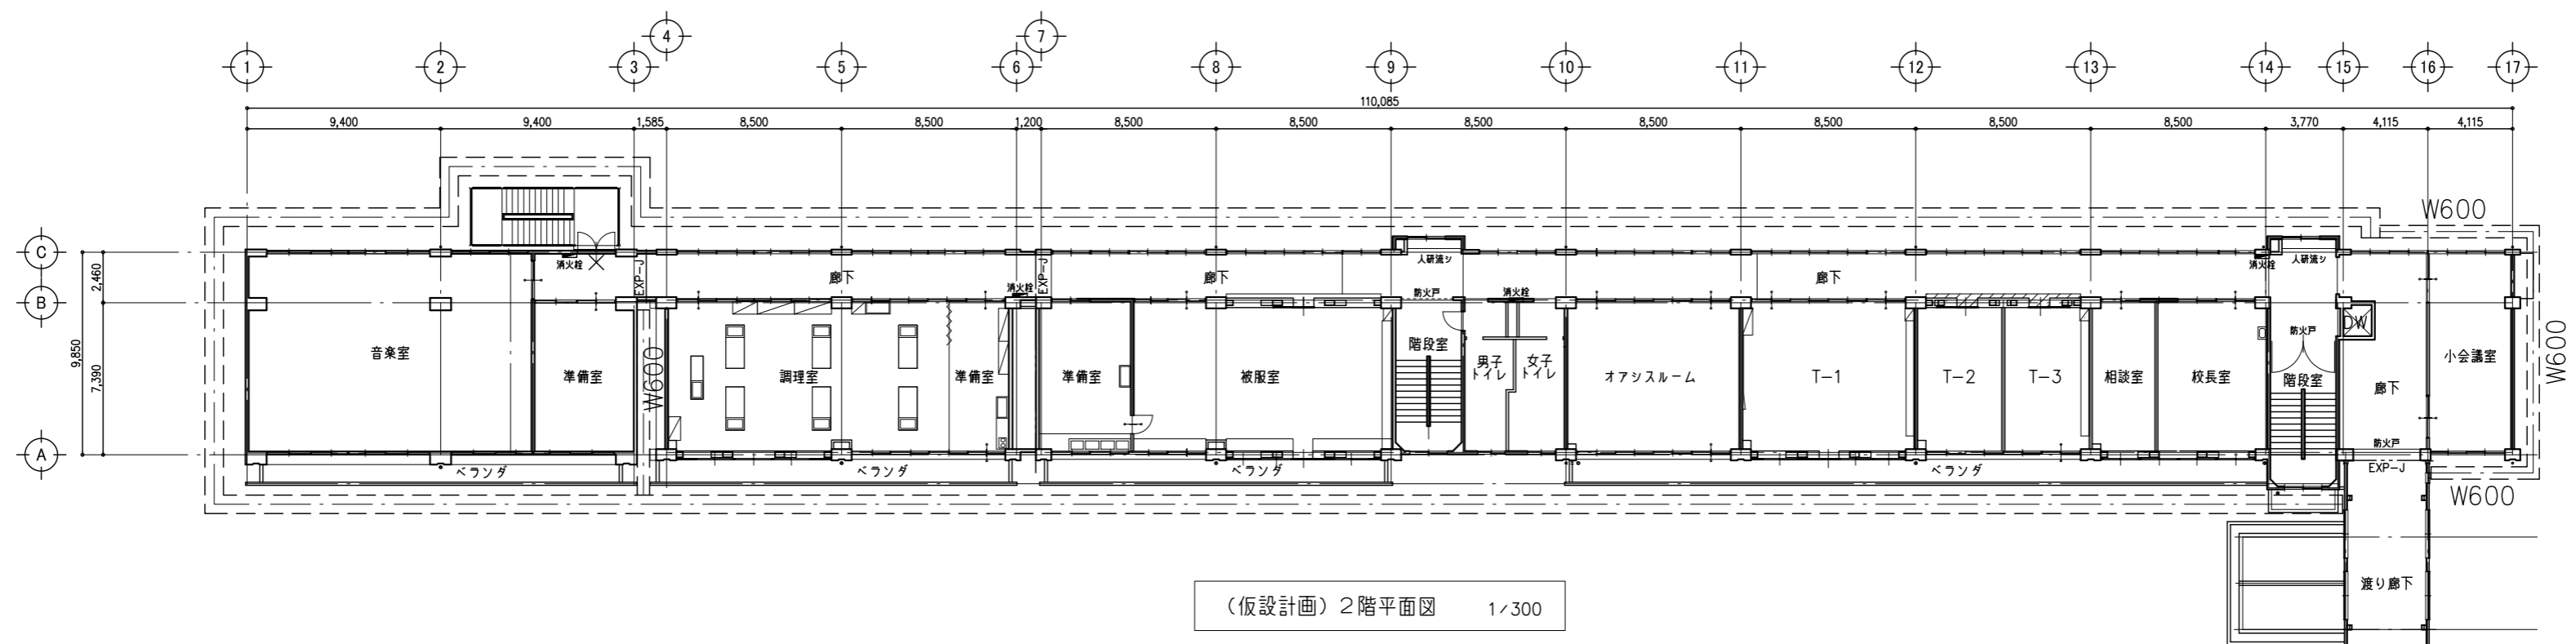 4
7
1
2
3
5
6
8
9
10
11
12
13
14
15
16
17
110,085
9,400
9,400
1,585
8,500
8,500
1,200
8,500
8,500
8,500
8,500
8,500
8,500
8,500
3,770
4,115
4,115
W600
C
B
A
2,460
9,850
7,390
消火栓
EXP-J
廊下
消火栓
EXP-J
廊下
人研流シ
防火戸
消火栓
廊下
消火栓
人研流シ
音楽室
準備室
W600
調理室
準備室
準備室
被服室
階段室
男子
トイレ
女子
トイレ
オアシスルーム
T-1
T-2
T-3
相談室
校長室
防火戸
階段室
DW
廊下
小会議室
W600
防火戸
EXP-J
ベランダ
ベランダ
ベランダ
ベランダ
W600
渡り廊下
(仮設計画)2階平面図 1/300